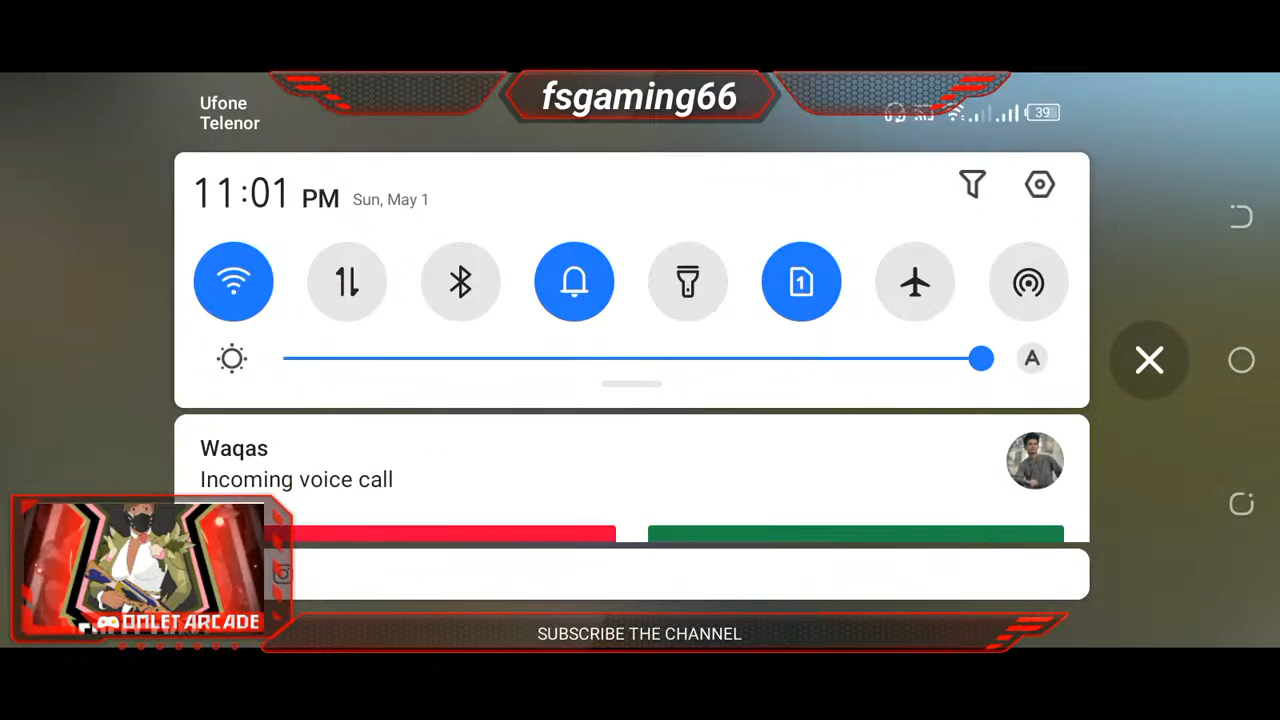 fsgaming66
Ufone
Telenor
39
11:01 PM Sun, May 1
1
A
Waqas
Incoming voice call
OMLET ARCADE
SUBSCRIBE THE CHANNEL